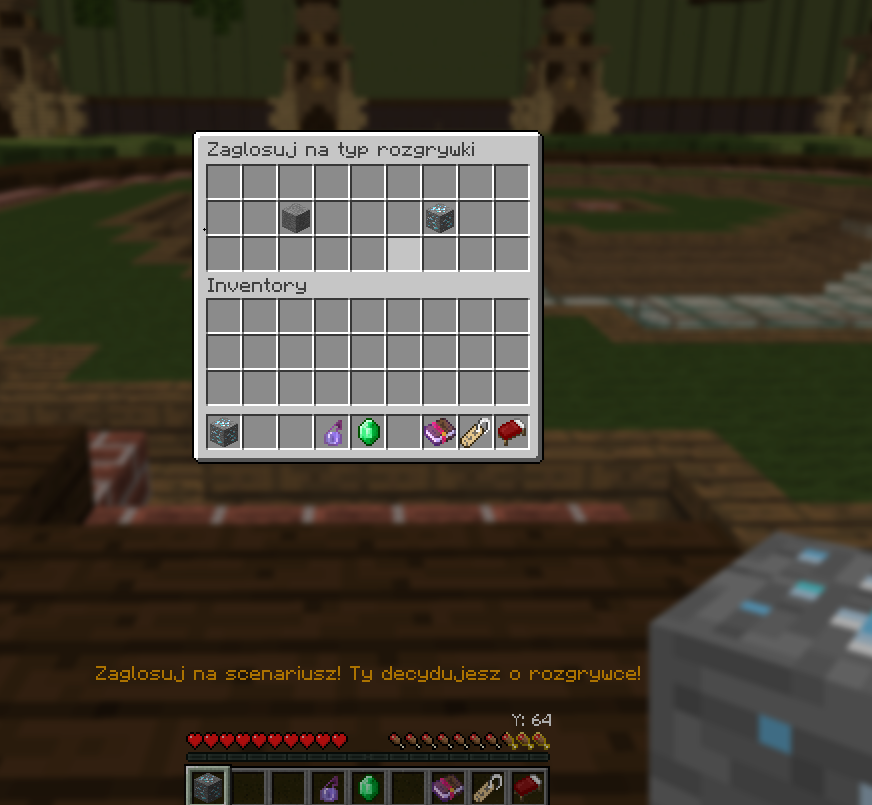 Zaglosuj na typ rozgrywki
Inventory
Zaglosuj na scenariusz! Ty decydujesz o rozgrywce!
Y: 64